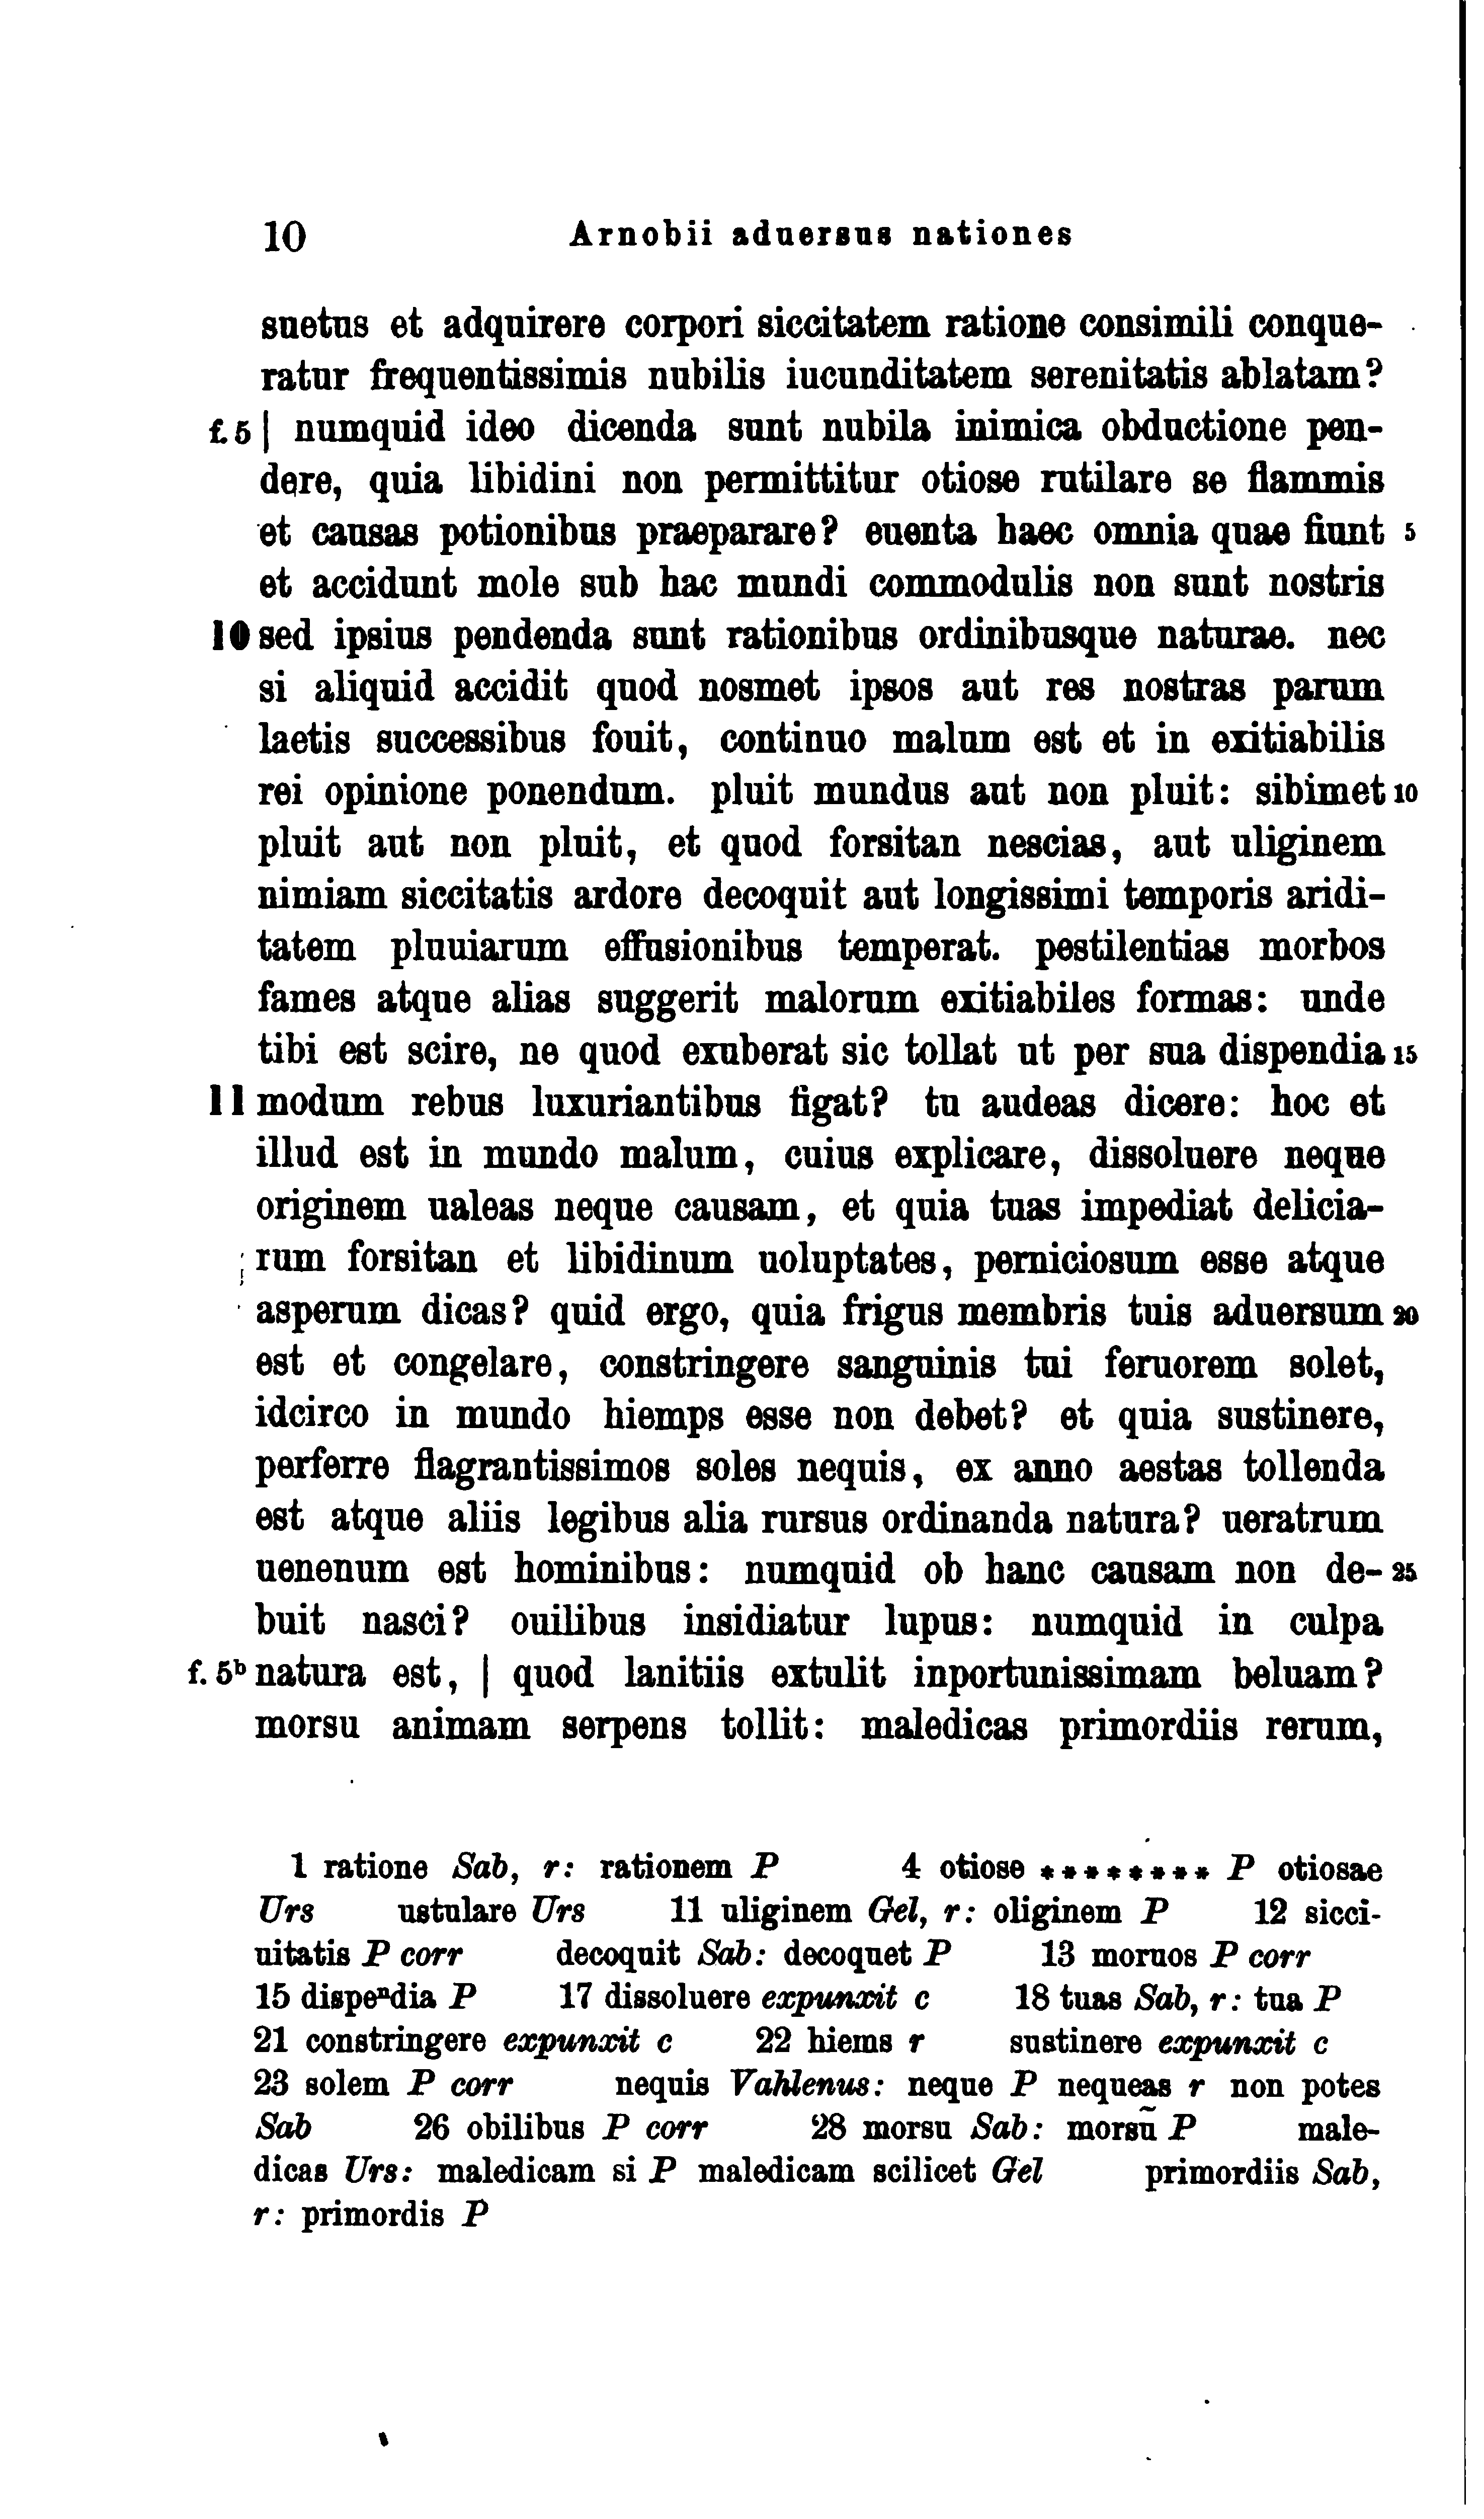 10 Arnobii aduersus nationes
suetus et adquirere corpori siccitatem ratione consimili conque-
ratur frequentissimis nubilis iucunditatem serenitatis ablatam?
f. 5 | numquid ideo dicenda sunt nubila inimica obductione pen-
dere, quia libidini non permittitur otiose rutilare se flammis
et causas potionibus praeparare? euenta haec omnia quae fiunt 5
et accidunt mole sub hac mundi commodulis non sunt nostris
10 sed ipsius pendenda sunt rationibus ordinibusque naturae. nec
si aliquid accidit quod nosmet ipsos aut res nostras parum
laetis successibus fouit, continuo malum est et in exitiabilis
rei opinione ponendum. pluit mundus aut non pluit: sibimet 10
pluit aut non pluit, et quod forsitan nescias, aut uliginem
nimiam siccitatis ardore decoquit aut longissimi temporis aridi-
tatem pluuiarum effusionibus temperat. pestilentias morbos
fames atque alias suggerit malorum exitiabiles formas: unde
tibi est scire, ne quod exuberat sic tollat ut per sua dispendia 15
11 modum rebus luxuriantibus figat? tu audeas dicere: hoc et
illud est in mundo malum, cuius explicare, dissoluere neque
originem ualeas neque causam, et quia tuas impediat delicia-
rum forsitan et libidinum uoluptates, perniciosum esse atque
asperum dicas? quid ergo, quia frigus membris tuis aduersum 20
est et congelare, constringere sanguinis tui feruorem solet,
idcirco in mundo hiemps esse non debet? et quia sustinere,
perferre flagrantissimos soles nequis, ex anno aestas tollenda
est atque aliis legibus alia rursus ordinanda natura? ueratrum
uenenum est hominibus: numquid ob hanc causam non de- 25
buit nasci? ouilibus insidiatur lupus: numquid in culpa
f. 5ᵇ natura est, | quod lanitiis extulit inportunissimam beluam?
morsu animam serpens tollit: maledicas primordiis rerum,
1 ratione Sab, r: rationem P 4 otiose ******** P otiosae
Urs ustulare Urs 11 uliginem Gel, r: oliginem P 12 sicci-
uitatis P corr decoquit Sab: decoquet P 13 moruos P corr
15 dispeⁿdia P 17 dissoluere expunxit c 18 tuas Sab, r: tua P
21 constringere expunxit c 22 hiems r sustinere expunxit c
23 solem P corr nequis Vahlenus: neque P nequeas r non potes
Sab 26 obilibus P corr 28 morsu Sab: morsū̃ P male-
dicas Urs: maledicam si P maledicam scilicet Gel primordiis Sab,
r: primordis P